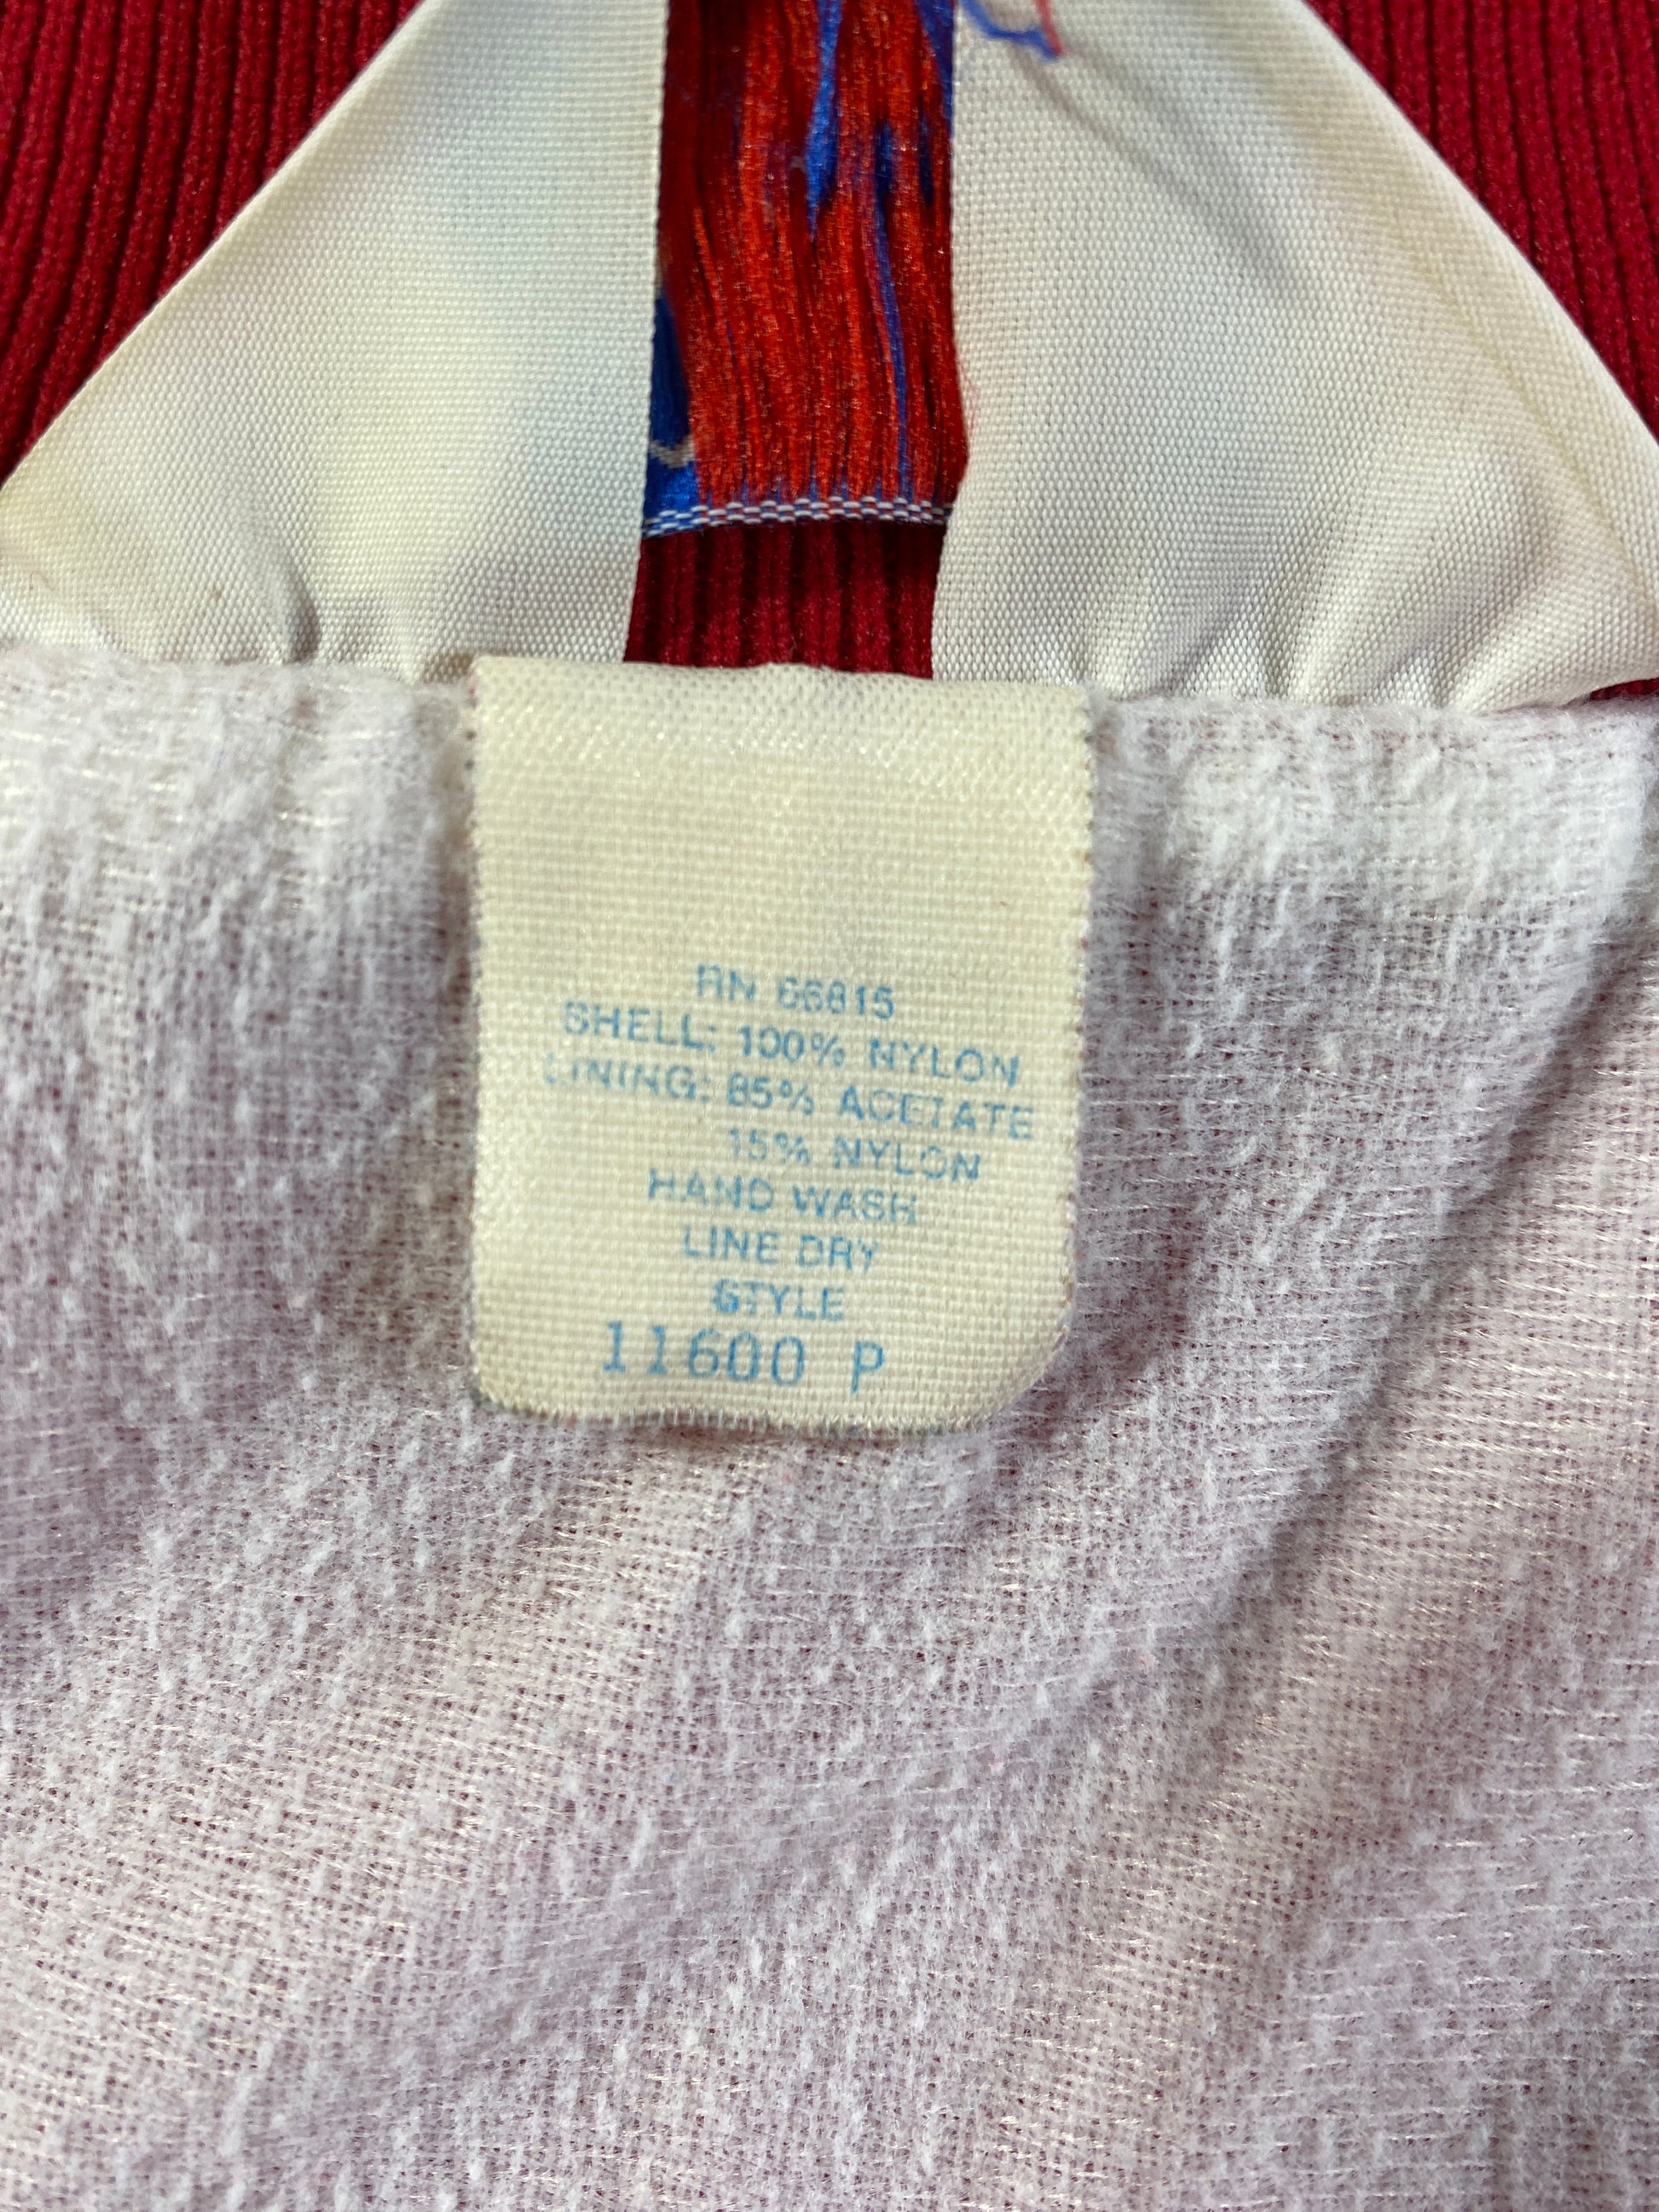 RN 66815
SHELL: 100% NYLON
LINING: 85% ACETATE
15% NYLON
HAND WASH
LINE DRY
STYLE
11600 P